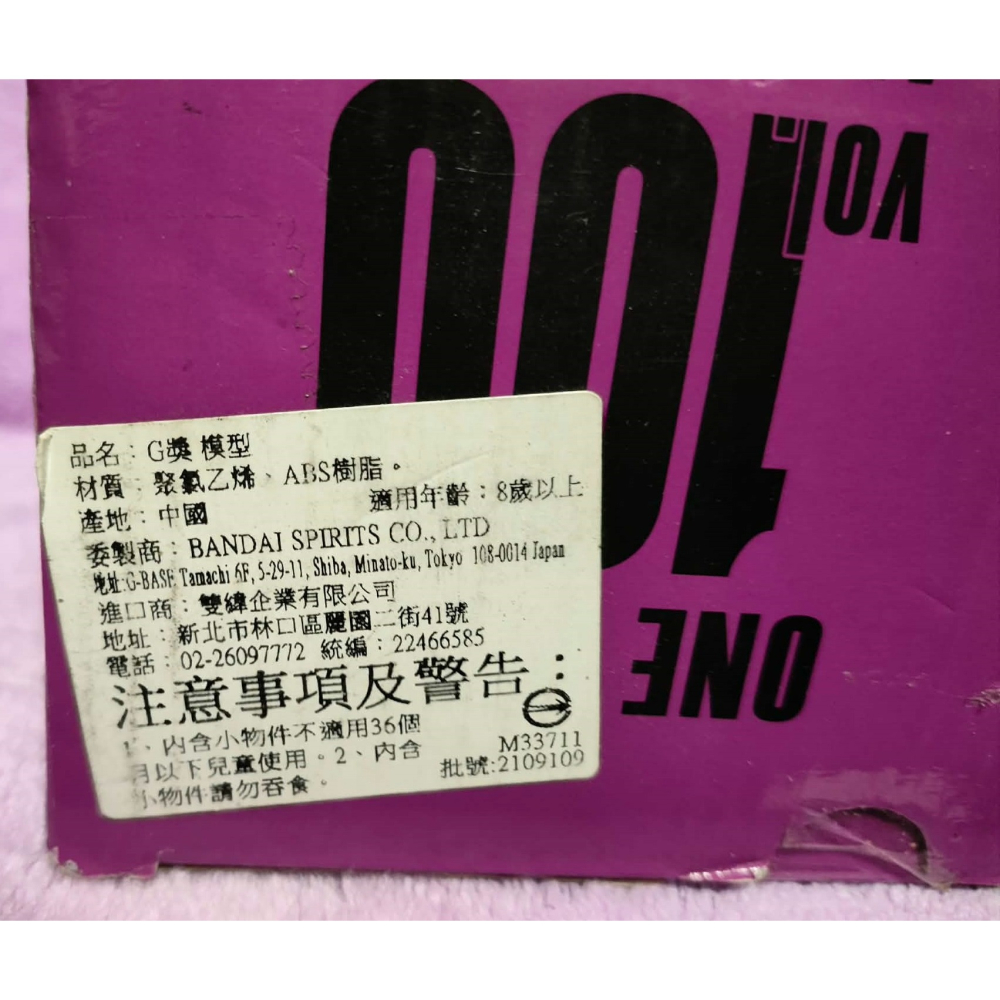 VOL.
100
ONE
品名：G獎 模型
材質：聚氯乙烯、ABS樹脂。
適用年齡：8歲以上
產地：中國
委製商：BANDAI SPIRITS CO., LTD
地址:G-BASE Tamachi 6F, 5-29-11, Shiba, Minato-ku, Tokyo 108-0014 Japan
進口商：雙緯企業有限公司
地址：新北市林口區麗園二街41號
電話：02-26097772 統編：22466585
注意事項及警告：
1、內含小物件不適用36個
月以下兒童使用。2、內含
小物件請勿吞食。
M33711
批號:2109109